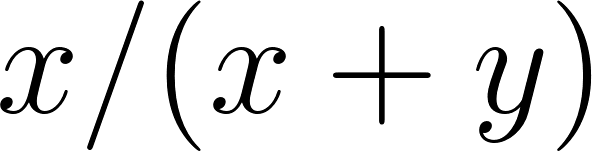 x/(x + y)